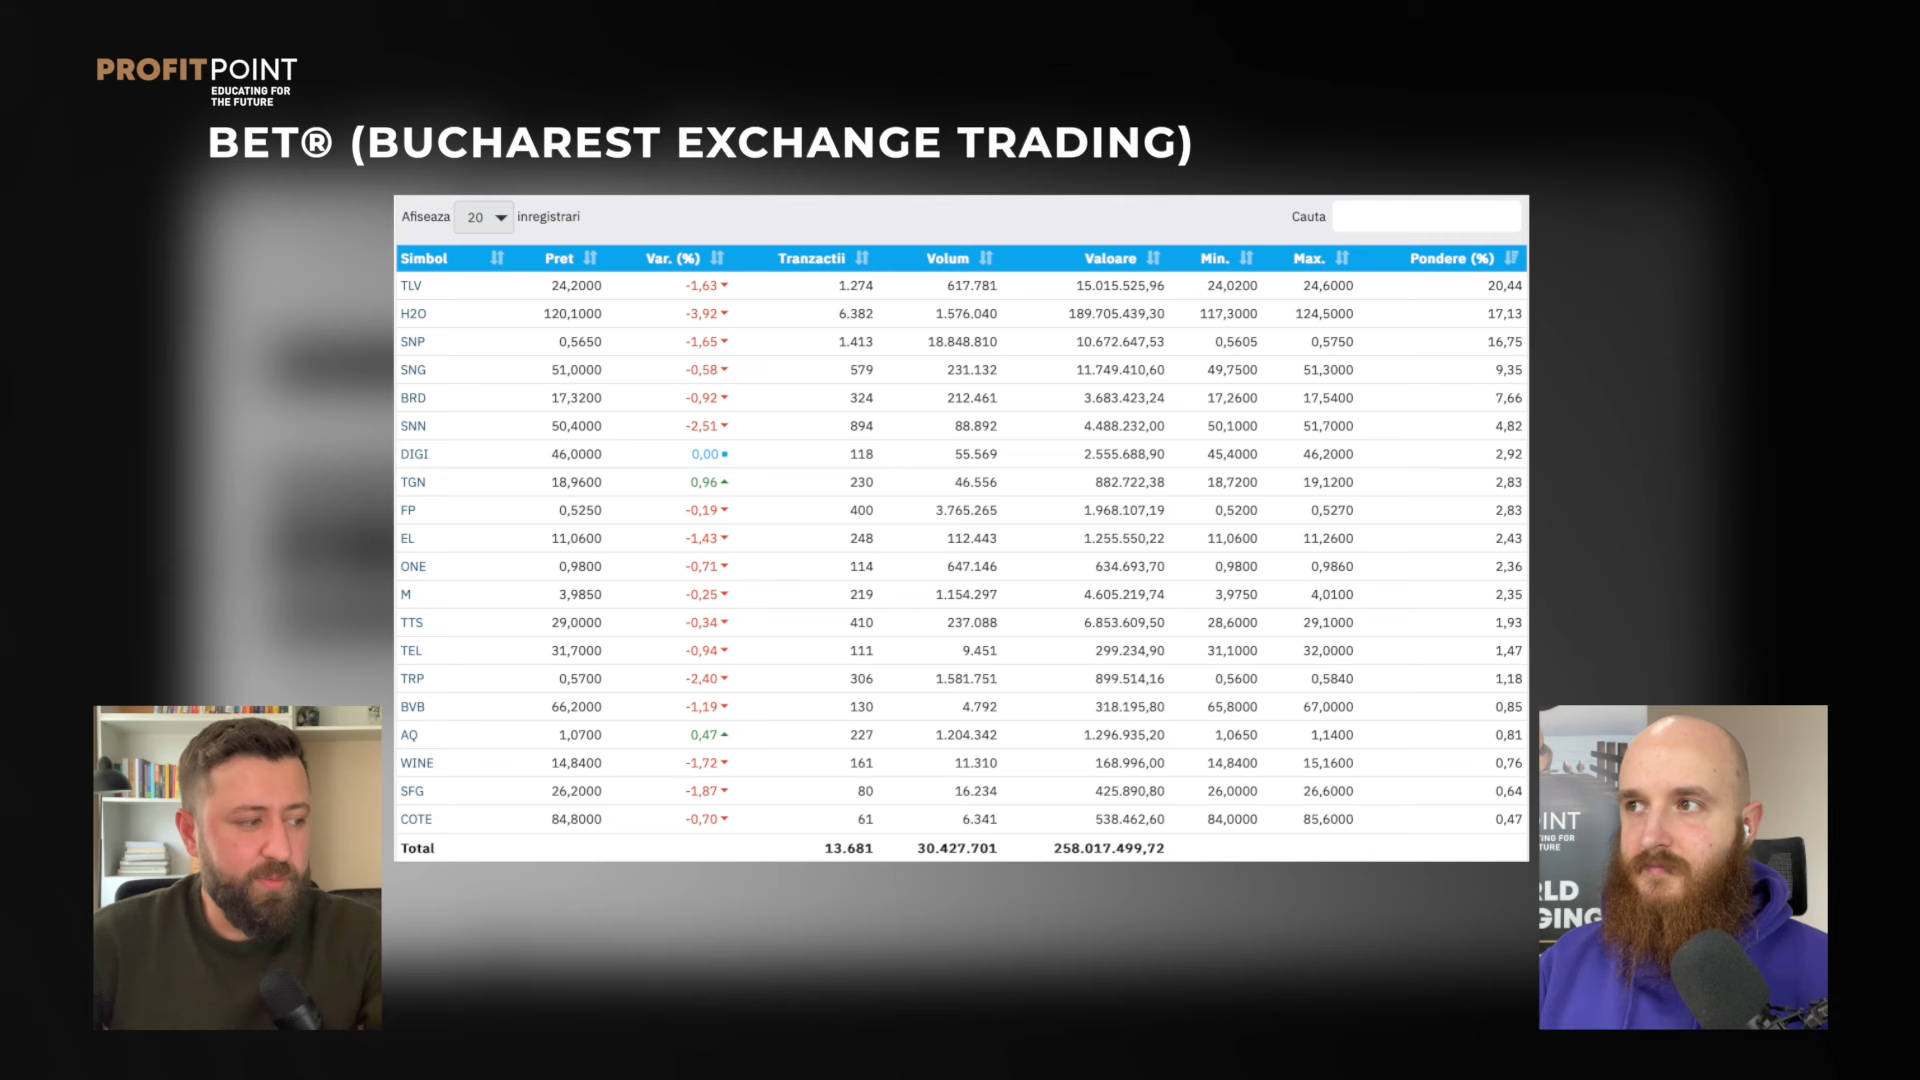 PROFITPOINT
EDUCATING FOR
THE FUTURE
BET® (BUCHAREST EXCHANGE TRADING)
Afiseaza 20 inregistrari Cauta
Simbol Pret Var. (%) Tranzactii Volum Valoare Min. Max. Pondere (%)
TLV 24,2000 -1,63 1.274 617.781 15.015.525,96 24,0200 24,6000 20,44
H2O 120,1000 -3,92 6.382 1.576.040 189.705.439,30 117,3000 124,5000 17,13
SNP 0,5650 -1,65 1.413 18.848.810 10.672.647,53 0,5605 0,5750 16,75
SNG 51,0000 -0,58 579 231.132 11.749.410,60 49,7500 51,3000 9,35
BRD 17,3200 -0,92 324 212.461 3.683.423,24 17,2600 17,5400 7,66
SNN 50,4000 -2,51 894 88.892 4.488.232,00 50,1000 51,7000 4,82
DIGI 46,0000 0,00 118 55.569 2.555.688,90 45,4000 46,2000 2,92
TGN 18,9600 0,96 230 46.556 882.722,38 18,7200 19,1200 2,83
FP 0,5250 -0,19 400 3.765.265 1.968.107,19 0,5200 0,5270 2,83
EL 11,0600 -1,43 248 112.443 1.255.550,22 11,0600 11,2600 2,43
ONE 0,9800 -0,71 114 647.146 634.693,70 0,9800 0,9860 2,36
M 3,9850 -0,25 219 1.154.297 4.605.219,74 3,9750 4,0100 2,35
TTS 29,0000 -0,34 410 237.088 6.853.609,50 28,6000 29,1000 1,93
TEL 31,7000 -0,94 111 9.451 299.234,90 31,1000 32,0000 1,47
TRP 0,5700 -2,40 306 1.581.751 899.514,16 0,5600 0,5840 1,18
BVB 66,2000 -1,19 130 4.792 318.195,80 65,8000 67,0000 0,85
AQ 1,0700 0,47 227 1.204.342 1.296.935,20 1,0650 1,1400 0,81
WINE 14,8400 -1,72 161 11.310 168.996,00 14,8400 15,1600 0,76
SFG 26,2000 -1,87 80 16.234 425.890,80 26,0000 26,6000 0,64
COTE 84,8000 -0,70 61 6.341 538.462,60 84,0000 85,6000 0,47
Total 13.681 30.427.701 258.017.499,72